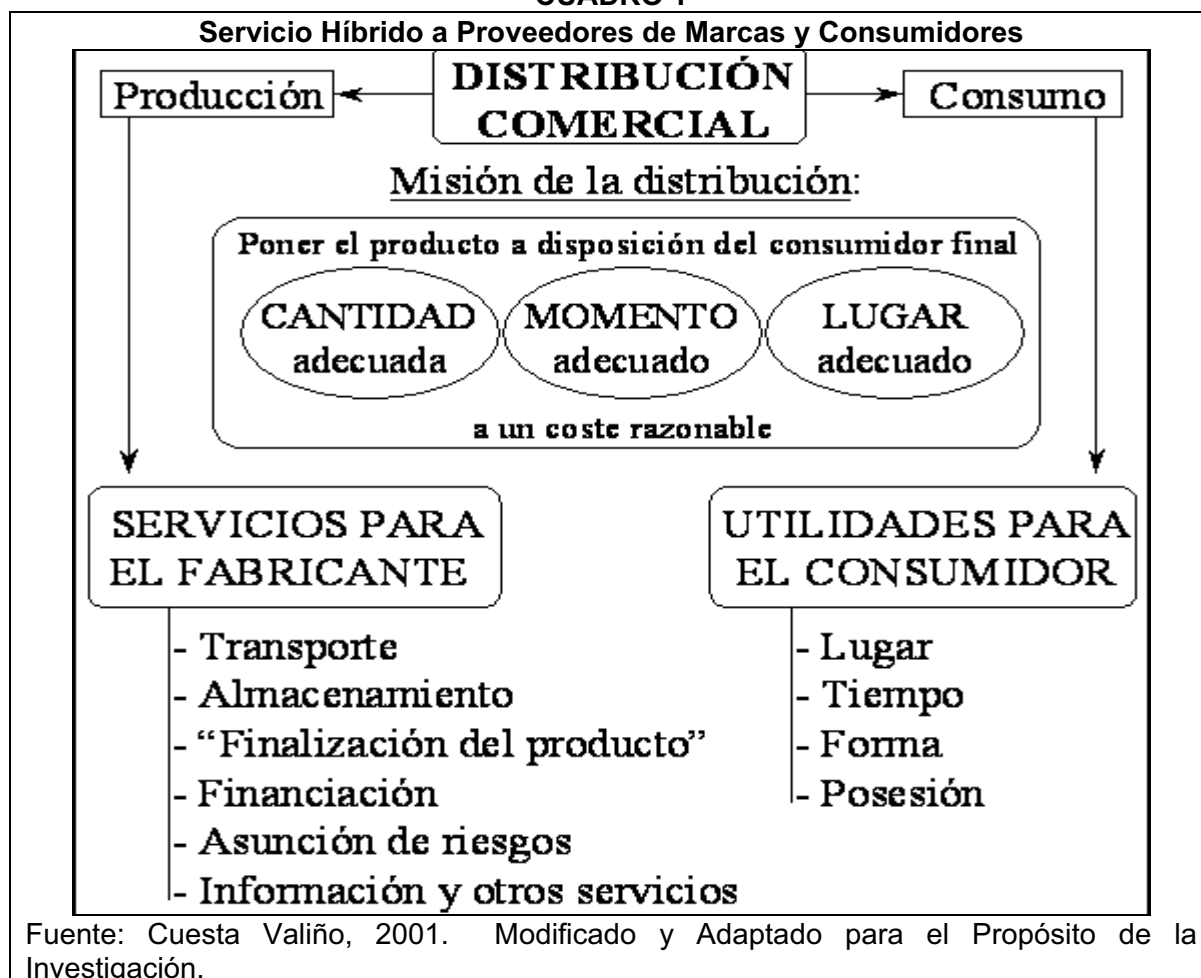 CUADRO 1
Servicio Híbrido a Proveedores de Marcas y Consumidores
Producción
DISTRIBUCIÓN
COMERCIAL
Consumo
Misión de la distribución:
Poner el producto a disposición del consumidor final
CANTIDAD
adecuada
MOMENTO
adecuado
LUGAR
adecuado
a un coste razonable
SERVICIOS PARA
EL FABRICANTE
- Transporte
- Almacenamiento
- “Finalización del producto”
- Financiación
- Asunción de riesgos
- Información y otros servicios
UTILIDADES PARA
EL CONSUMIDOR
- Lugar
- Tiempo
- Forma
- Posesión
Fuente: Cuesta Valiño, 2001. Modificado y Adaptado para el Propósito de la
Investigación.